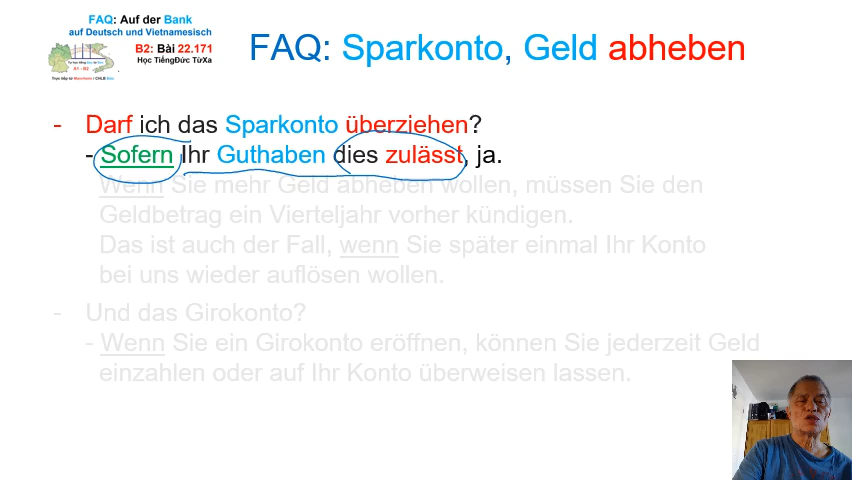 FAQ: Auf der Bank
auf Deutsch und Vietnamesisch
B2: Bài 22.171
Học TiếngĐức TừXa
FAQ: Sparkonto, Geld abheben
- Darf ich das Sparkonto überziehen?
- Sofern Ihr Guthaben dies zulässt, ja.
Wenn Sie mehr Geld abheben wollen, müssen Sie den
Geldbetrag ein Vierteljahr vorher kündigen.
Das ist auch der Fall, wenn Sie später einmal Ihr Konto
bei uns wieder auflösen wollen.
- Und das Girokonto?
- Wenn Sie ein Girokonto eröffnen, können Sie jederzeit Geld
einzahlen oder auf Ihr Konto überweisen lassen.